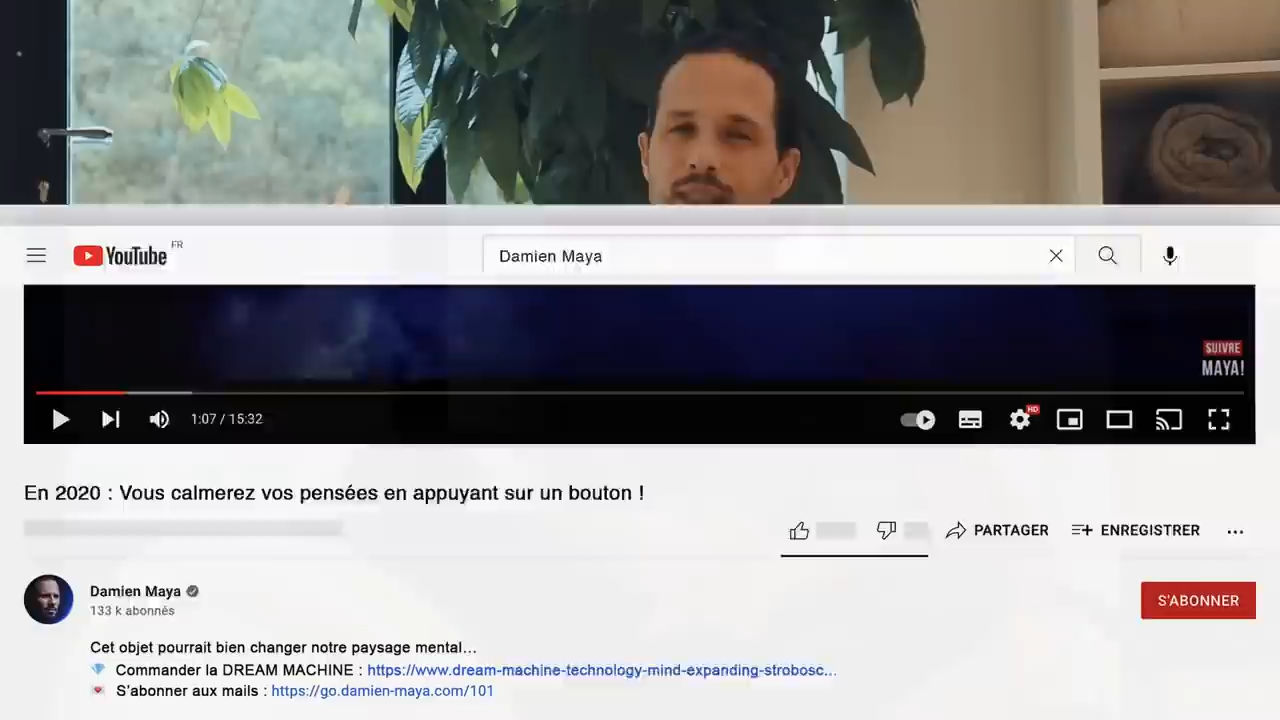 YouTube FR
Damien Maya
SUIVRE
MAYA!
1:07 / 15:32
HD
En 2020 : Vous calmerez vos pensées en appuyant sur un bouton !
PARTAGER
ENREGISTRER
Damien Maya
133 k abonnés
S'ABONNER
Cet objet pourrait bien changer notre paysage mental...
Commander la DREAM MACHINE : https://www.dream-machine-technology-mind-expanding-strobosc...
S'abonner aux mails : https://go.damien-maya.com/101